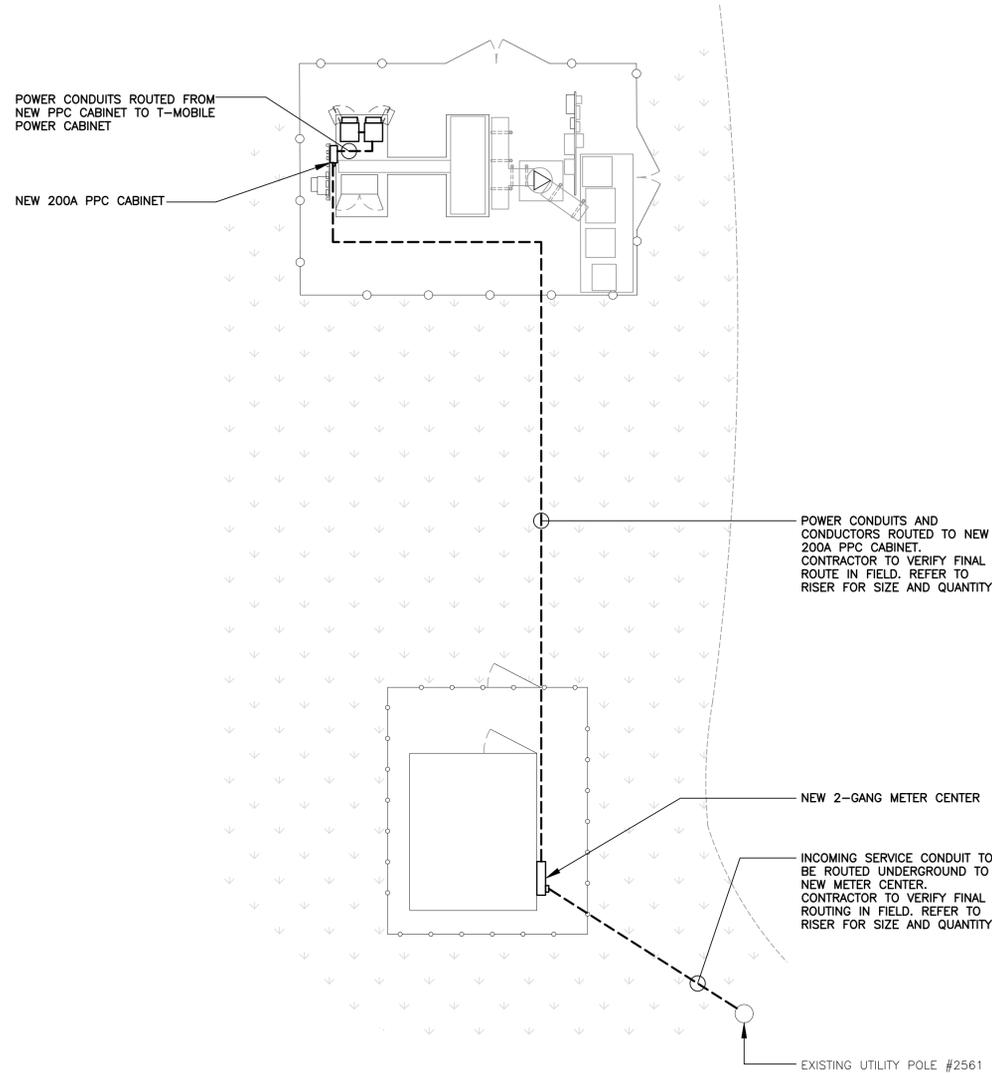 POWER CONDUITS ROUTED FROM
NEW PPC CABINET TO T-MOBILE
POWER CABINET
NEW 200A PPC CABINET
POWER CONDUITS AND
CONDUCTORS ROUTED TO NEW
200A PPC CABINET.
CONTRACTOR TO VERIFY FINAL
ROUTE IN FIELD. REFER TO
RISER FOR SIZE AND QUANTITY
NEW 2-GANG METER CENTER
INCOMING SERVICE CONDUIT TO
BE ROUTED UNDERGROUND TO
NEW METER CENTER.
CONTRACTOR TO VERIFY FINAL
ROUTING IN FIELD. REFER TO
RISER FOR SIZE AND QUANTITY
EXISTING UTILITY POLE #2561